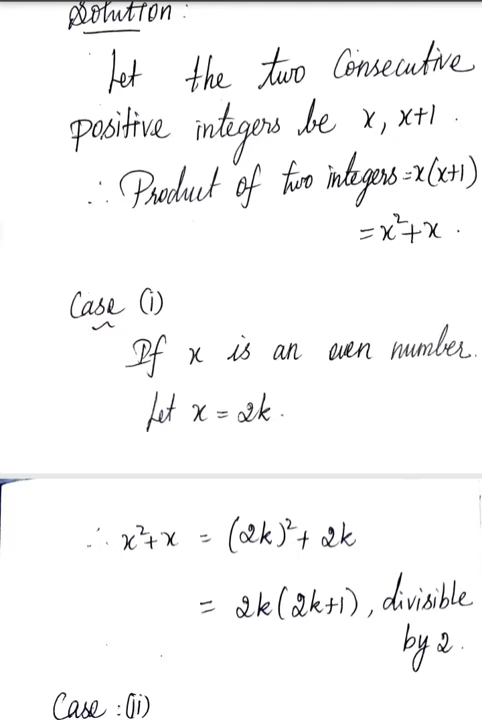 Solution :
Let the two Consecutive
positive integers be x, x+1 .
∴ Product of two integers = x(x+1)
= x²+x .
Case (i)
If x is an even number.
Let x = 2k .
∴ x²+x = (2k)²+ 2k
= 2k(2k+1), divisible
by 2.
Case : (ii)